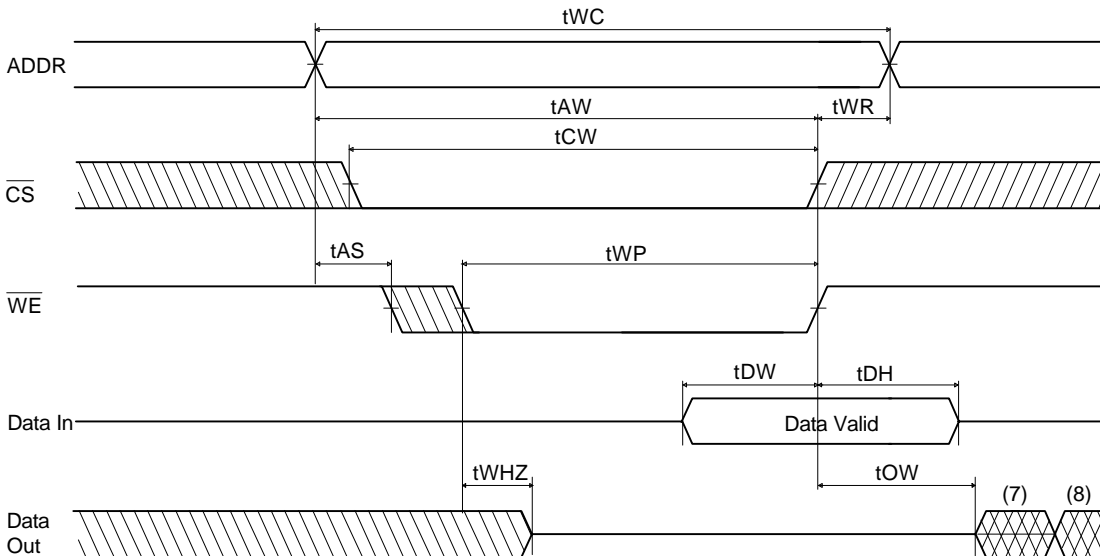 tWC
ADDR
tAW
tWR
tCW
CS
tAS
tWP
WE
tDW
tDH
Data In
Data Valid
tWHZ
tOW
(7)
(8)
Data
Out